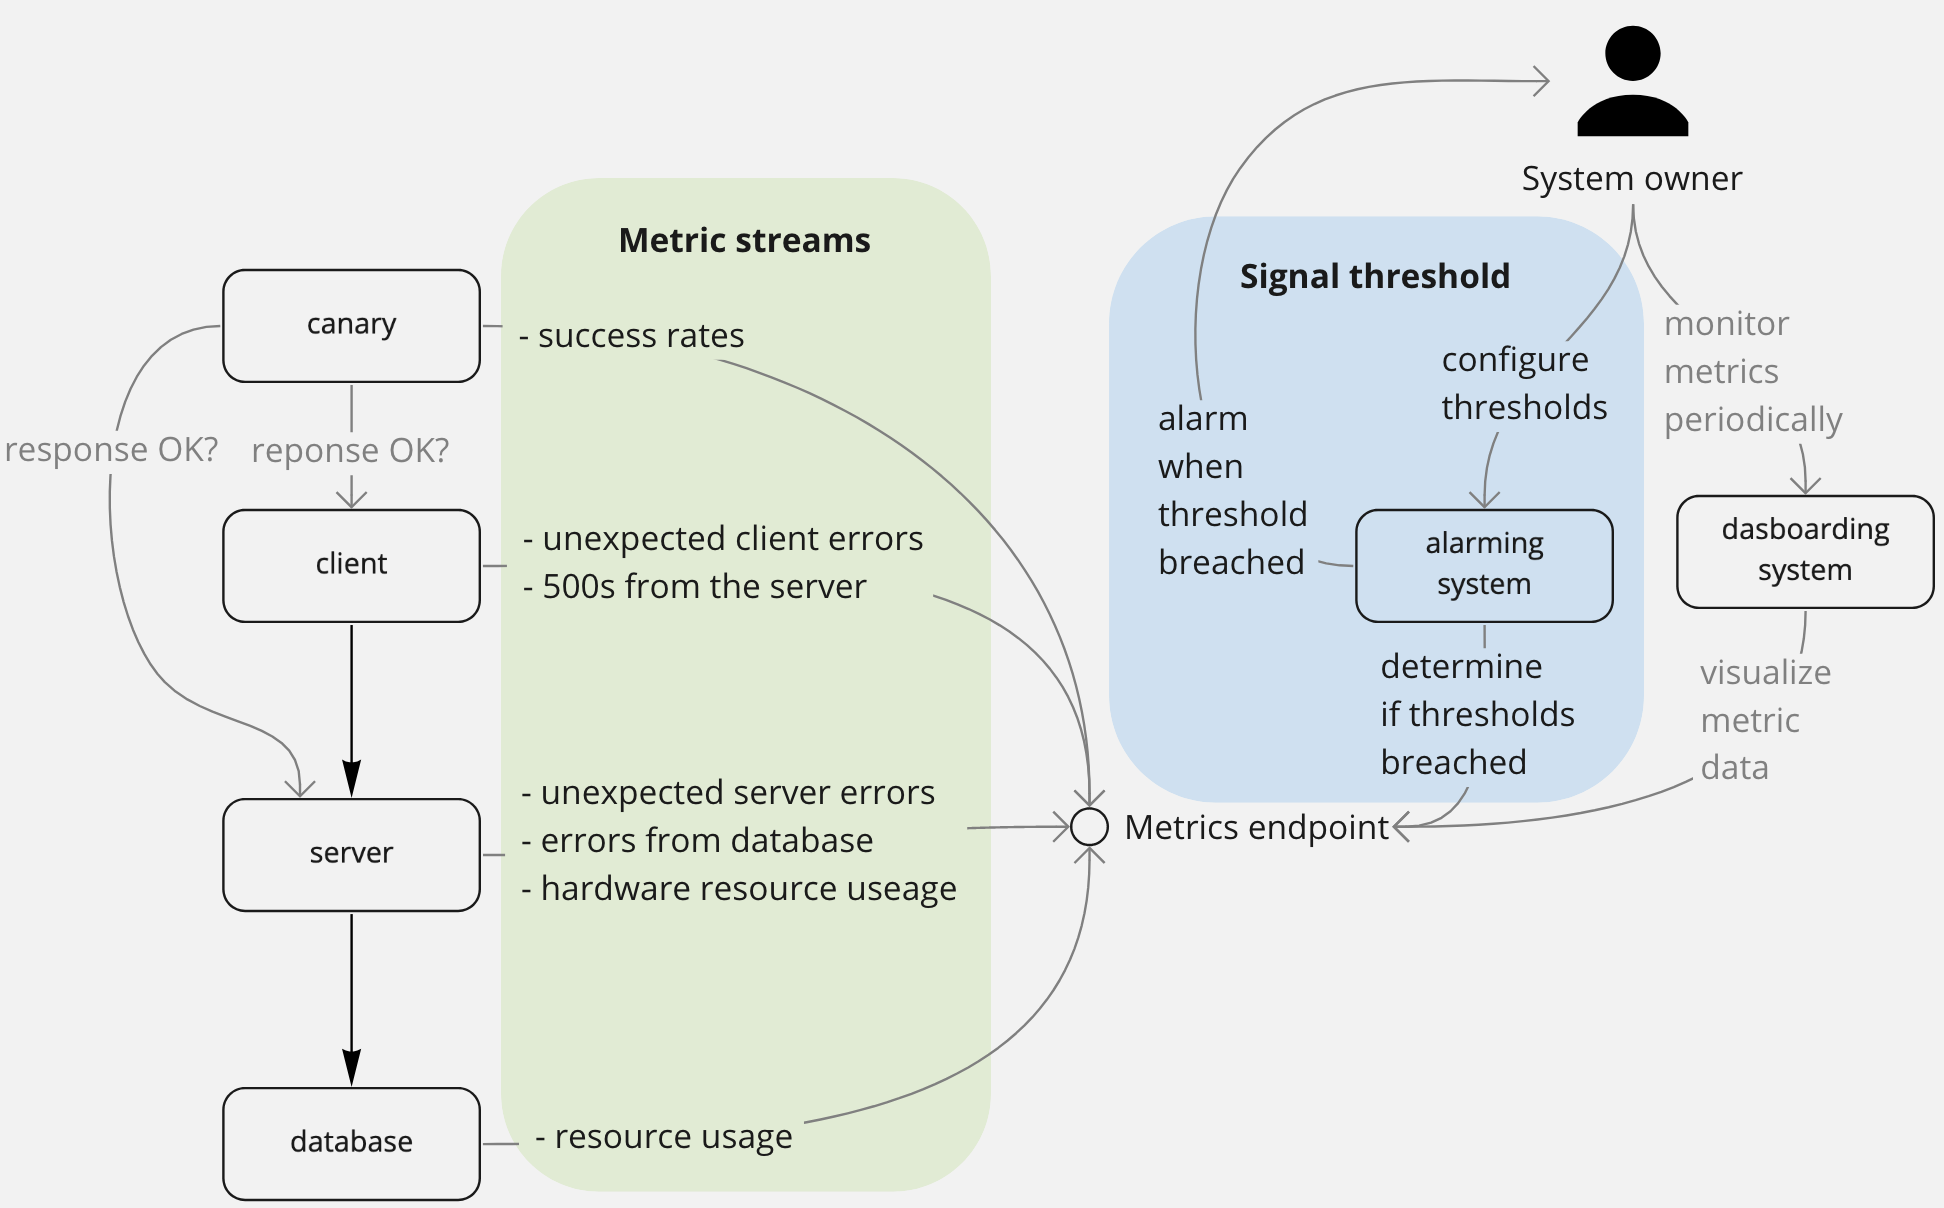 System owner
Metric streams
Signal threshold
canary
- success rates
response OK?
reponse OK?
client
- unexpected client errors
- 500s from the server
server
- unexpected server errors
- errors from database
- hardware resource useage
database
- resource usage
Metrics endpoint
alarm
when
threshold
breached
configure
thresholds
alarming
system
determine
if thresholds
breached
monitor
metrics
periodically
dasboarding
system
visualize
metric
data